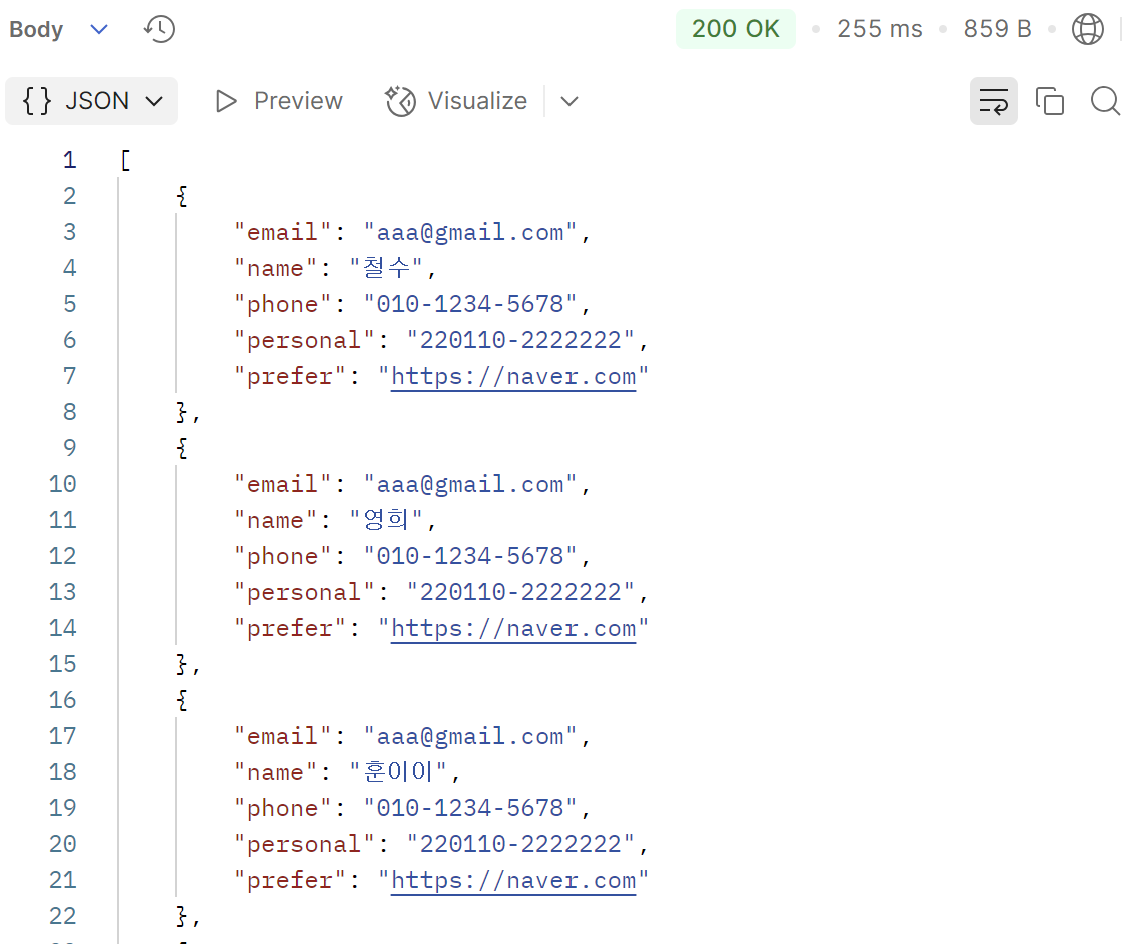 Body 200 OK 255 ms 859 B
{} JSON Preview Visualize
1 [
2 {
3 "email": "aaa@gmail.com",
4 "name": "철수",
5 "phone": "010-1234-5678",
6 "personal": "220110-2222222",
7 "prefer": "https://naver.com"
8 },
9 {
10 "email": "aaa@gmail.com",
11 "name": "영희",
12 "phone": "010-1234-5678",
13 "personal": "220110-2222222",
14 "prefer": "https://naver.com"
15 },
16 {
17 "email": "aaa@gmail.com",
18 "name": "훈이이",
19 "phone": "010-1234-5678",
20 "personal": "220110-2222222",
21 "prefer": "https://naver.com"
22 },